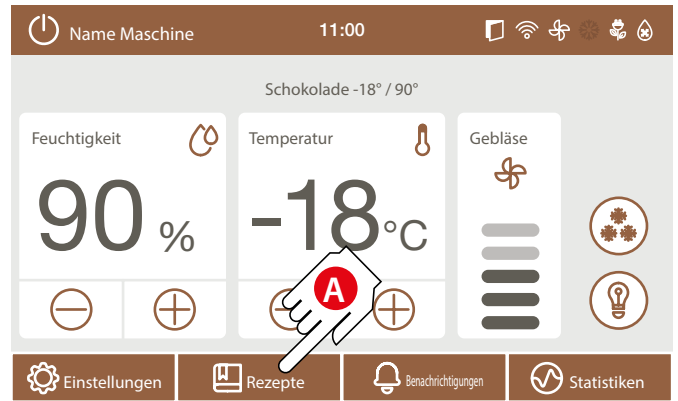 Name Maschine 11:00
Schokolade -18° / 90°
Feuchtigkeit
90 %
Temperatur
-18°C
Gebläse
A
Einstellungen
Rezepte
Benachrichtigungen
Statistiken